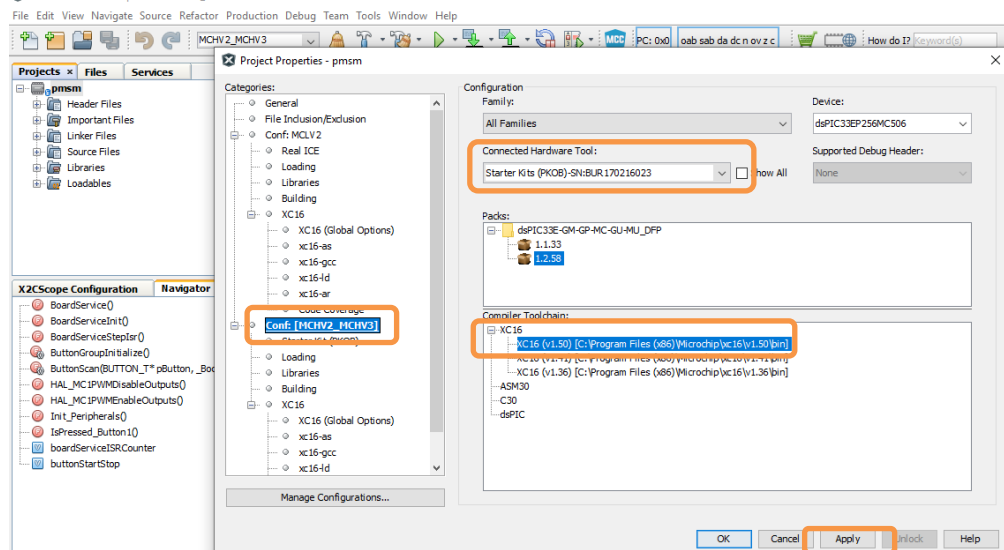 File Edit View Navigate Source Refactor Production Debug Team Tools Window Help
MCHV2_MCHV3 MCC PC: 0x0 oab sab da dc n ov z c How do I? Keyword(s)
Projects × Files Services
pmsm
Header Files
Important Files
Linker Files
Source Files
Libraries
Loadables
X2CScope Configuration Navigator
BoardService()
BoardServiceInit()
BoardServiceStepIsr()
ButtonGroupInitialize()
ButtonScan(BUTTON_T* pButton, _Boo
HAL_MC1PWMDisableOutputs()
HAL_MC1PWMEnableOutputs()
Init_Peripherals()
IsPressed_Button1()
boardServiceISRCounter
buttonStartStop
Project Properties - pmsm
Categories:
General
File Inclusion/Exclusion
Conf: MCLV2
Real ICE
Loading
Libraries
Building
XC16
XC16 (Global Options)
xc16-as
xc16-gcc
xc16-ld
xc16-ar
Code Coverage
Conf: [MCHV2_MCHV3]
Starter Kit (PKOB)
Loading
Libraries
Building
XC16
XC16 (Global Options)
xc16-as
xc16-gcc
xc16-ld
Manage Configurations...
Configuration
Family: Device:
All Families dsPIC33EP256MC506
Connected Hardware Tool: Supported Debug Header:
Starter Kits (PKOB)-SN:BUR170216023 Show All None
Packs:
dsPIC33E-GM-GP-MC-GU-MU_DFP
1.1.33
1.2.58
Compiler Toolchain:
XC16
XC16 (v1.50) [C:\Program Files (x86)\Microchip\xc16\v1.50\bin]
XC16 (v1.41) [C:\Program Files (x86)\Microchip\xc16\v1.41\bin]
XC16 (v1.36) [C:\Program Files (x86)\Microchip\xc16\v1.36\bin]
ASM30
C30
dsPIC
OK Cancel Apply Unlock Help